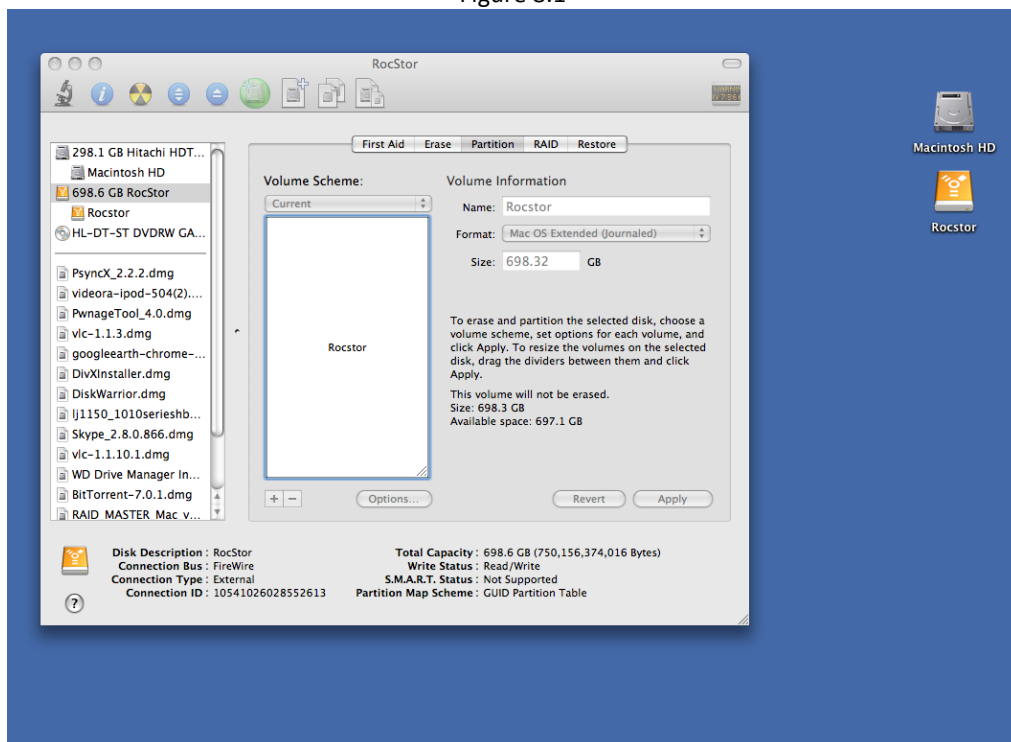 RocStor
First Aid Erase Partition RAID Restore
298.1 GB Hitachi HDT...
Macintosh HD
698.6 GB RocStor
Rocstor
HL-DT-ST DVDRW GA...
PsyncX_2.2.2.dmg
videora-ipod-504(2)....
PwnageTool_4.0.dmg
vlc-1.1.3.dmg
googleearth-chrome-...
DivXInstaller.dmg
DiskWarrior.dmg
lj1150_1010serieshb...
Skype_2.8.0.866.dmg
vlc-1.1.10.1.dmg
WD Drive Manager In...
BitTorrent-7.0.1.dmg
RAID MASTER Mac v...
Volume Scheme:
Current
Rocstor
+ −
Options...
Volume Information
Name: Rocstor
Format: Mac OS Extended (Journaled)
Size: 698.32 GB
To erase and partition the selected disk, choose a
volume scheme, set options for each volume, and
click Apply. To resize the volumes on the selected
disk, drag the dividers between them and click
Apply.
This volume will not be erased.
Size: 698.3 GB
Available space: 697.1 GB
Revert Apply
Disk Description : RocStor
Connection Bus : FireWire
Connection Type : External
Connection ID : 10541026028552613
Total Capacity : 698.6 GB (750,156,374,016 Bytes)
Write Status : Read/Write
S.M.A.R.T. Status : Not Supported
Partition Map Scheme : GUID Partition Table
?
Macintosh HD
Rocstor